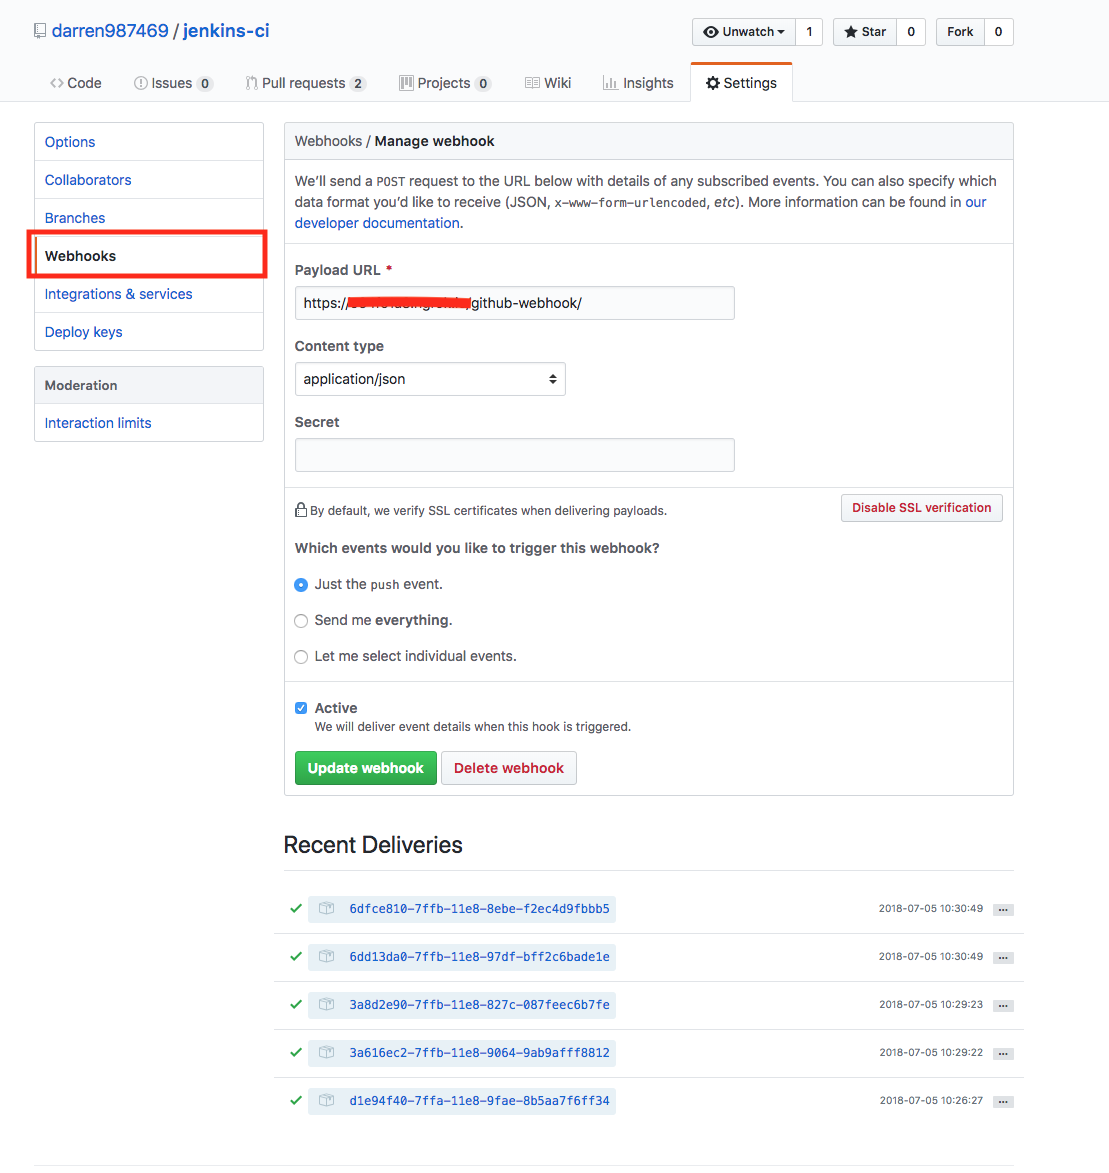 darren987469 / jenkins-ci
Unwatch 1 Star 0 Fork 0
Code Issues 0 Pull requests 2 Projects 0 Wiki Insights Settings
Options
Collaborators
Branches
Webhooks
Integrations & services
Deploy keys
Moderation
Interaction limits
Webhooks / Manage webhook
We’ll send a POST request to the URL below with details of any subscribed events. You can also specify which
data format you’d like to receive (JSON, x-www-form-urlencoded, etc). More information can be found in our
developer documentation.
Payload URL *
https:// github-webhook/
Content type
application/json
Secret
By default, we verify SSL certificates when delivering payloads.
Disable SSL verification
Which events would you like to trigger this webhook?
Just the push event.
Send me everything.
Let me select individual events.
Active
We will deliver event details when this hook is triggered.
Update webhook Delete webhook
Recent Deliveries
6dfce810-7ffb-11e8-8ebe-f2ec4d9fbbb5 2018-07-05 10:30:49 ...
6dd13da0-7ffb-11e8-97df-bff2c6bade1e 2018-07-05 10:30:49 ...
3a8d2e90-7ffb-11e8-827c-087feec6b7fe 2018-07-05 10:29:23 ...
3a616ec2-7ffb-11e8-9064-9ab9afff8812 2018-07-05 10:29:22 ...
d1e94f40-7ffa-11e8-9fae-8b5aa7f6ff34 2018-07-05 10:26:27 ...